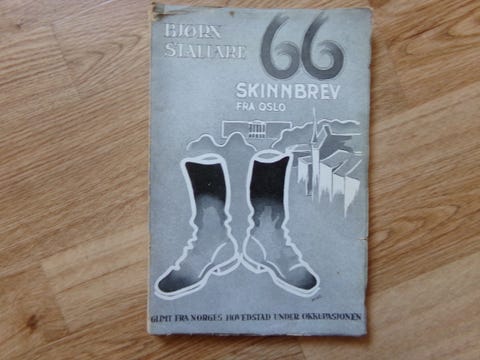 BJØRN
STALLARE
66
SKINNBREV
FRA OSLO
GLIMT FRA NORGES HOVEDSTAD UNDER OKKUPASJONEN